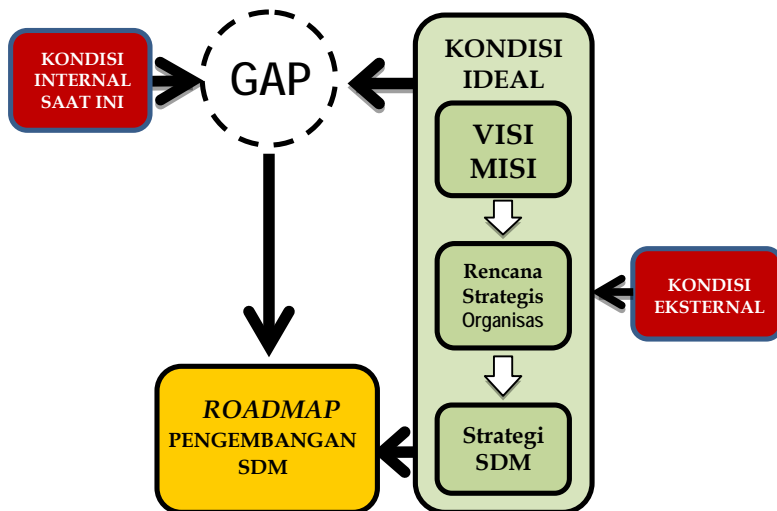 KONDISI
INTERNAL
SAAT INI
GAP
KONDISI
IDEAL
VISI
MISI
Rencana
Strategis
Organisas
Strategi
SDM
KONDISI
EKSTERNAL
ROADMAP
PENGEMBANGAN
SDM